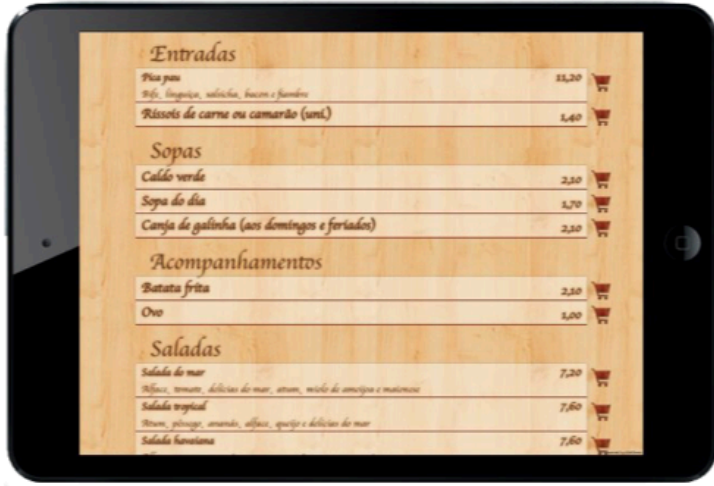 Entradas
Pica pau 11,20
Bife, linguiça, salsicha, bacon e fiambre
Rissois de carne ou camarão (uni.) 1,40
Sopas
Caldo verde 2,10
Sopa do dia 1,70
Canja de galinha (aos domingos e feriados) 2,10
Acompanhamentos
Batata frita 2,10
Ovo 1,00
Saladas
Salada do mar 7,20
Alface, tomate, delícias do mar, atum, miolo de ameijoa e maionese
Salada tropical 7,60
Atum, pêssego, ananás, alface, queijo e delícias do mar
Salada havaiana 7,60